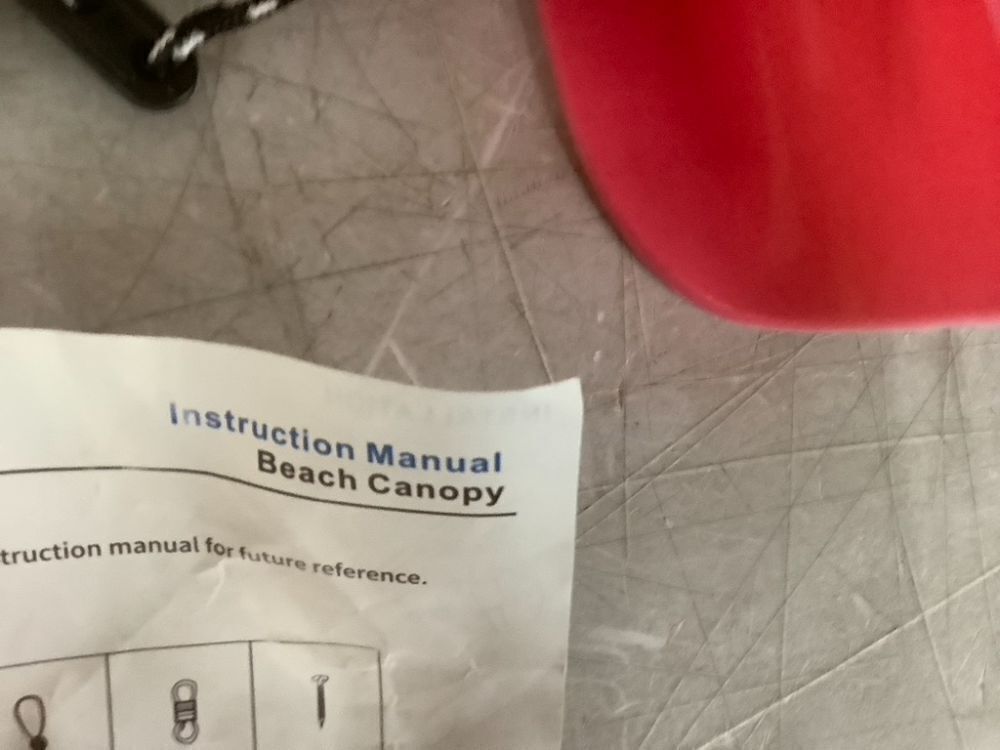 Instruction Manual
Beach Canopy
truction manual for future reference.